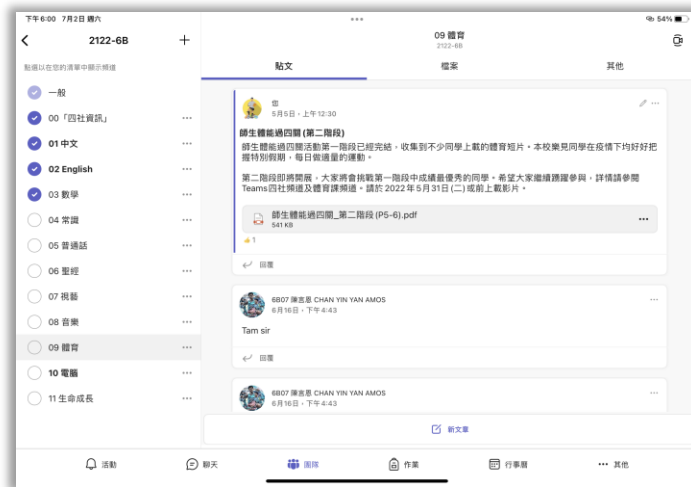 下午6:00 7月2日 週六
54%
2122-6B
點選以在您的清單中顯示頻道
一般
00「四社資訊」
01 中文
02 English
03 數學
04 常識
05 普通話
06 聖經
07 視藝
08 音樂
09 體育
10 電腦
11 生命成長
09 體育
2122-6B
貼文 檔案 其他
您
5月5日,上午12:30
師生體能過四關(第二階段)
師生體能過四關活動第一階段已經完結,收集到不少同學上載的體育短片。本校樂見同學在疫情下均好好把
握特別假期,每日做適量的運動。
第二階段即將開展,大家將會挑戰第一階段中成績最優秀的同學。希望大家繼續踴躍參與,詳情請參閱
Teams四社頻道及體育課頻道。請於2022年5月31日(二)或前上載影片。
師生體能過四關_第二階段(P5-6).pdf
541 KB
1
回覆
6B07 陳言恩 CHAN YIN YAN AMOS
6月16日,下午4:43
Tam sir
回覆
6B07 陳言恩 CHAN YIN YAN AMOS
6月16日,下午4:43
新文章
活動 聊天 團隊 作業 行事曆 其他